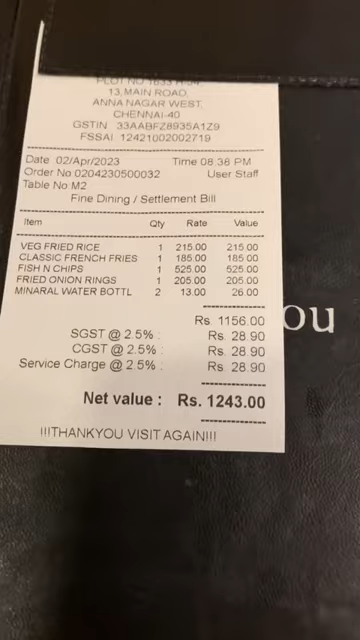 PLOT NO 1833 H-54,
13,MAIN ROAD,
ANNA NAGAR WEST,
CHENNAI-40
GSTIN 33AABFZ8935A1Z9
FSSAI 12421002002719
Date 02/Apr/2023 Time 08:38 PM
Order No:0204230500032 User Staff
Table No:M2
Fine Dining / Settlement Bill
Item Qty Rate Value
VEG FRIED RICE 1 215.00 215.00
CLASSIC FRENCH FRIES 1 185.00 185.00
FISH N CHIPS 1 525.00 525.00
FRIED ONION RINGS 1 205.00 205.00
MINARAL WATER BOTTL 2 13.00 26.00
Rs. 1156.00
SGST @ 2.5% : Rs. 28.90
CGST @ 2.5% : Rs. 28.90
Service Charge @ 2.5% : Rs. 28.90
Net value : Rs. 1243.00
!!!THANKYOU VISIT AGAIN!!!
ou